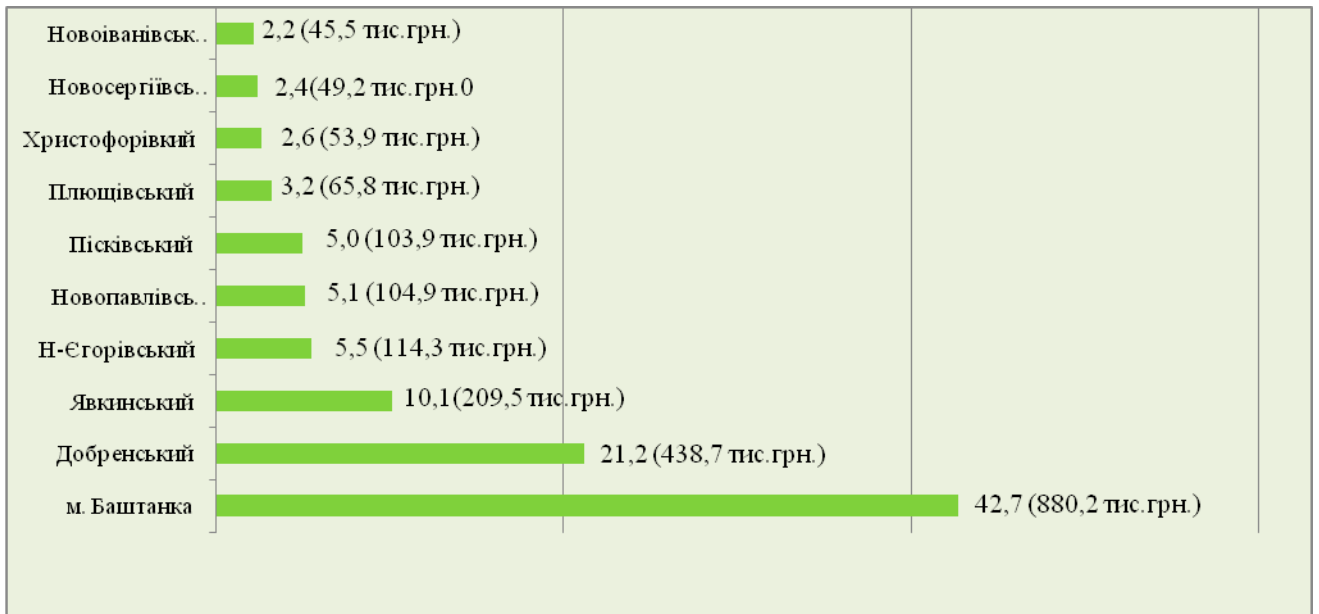 Новоіванівськ.. 2,2 (45,5 тис.грн.)
Новосергіївсь.. 2,4(49,2 тис.грн.0
Христофорівкий 2,6 (53,9 тис.грн.)
Плющівський 3,2 (65,8 тис.грн.)
Пісківський 5,0 (103,9 тис.грн.)
Новопавлівсь.. 5,1 (104,9 тис.грн.)
Н-Єгорівський 5,5 (114,3 тис.грн.)
Явкинський 10,1(209,5 тис.грн.)
Добренський 21,2 (438,7 тис.грн.)
м. Баштанка 42,7 (880,2 тис.грн.)